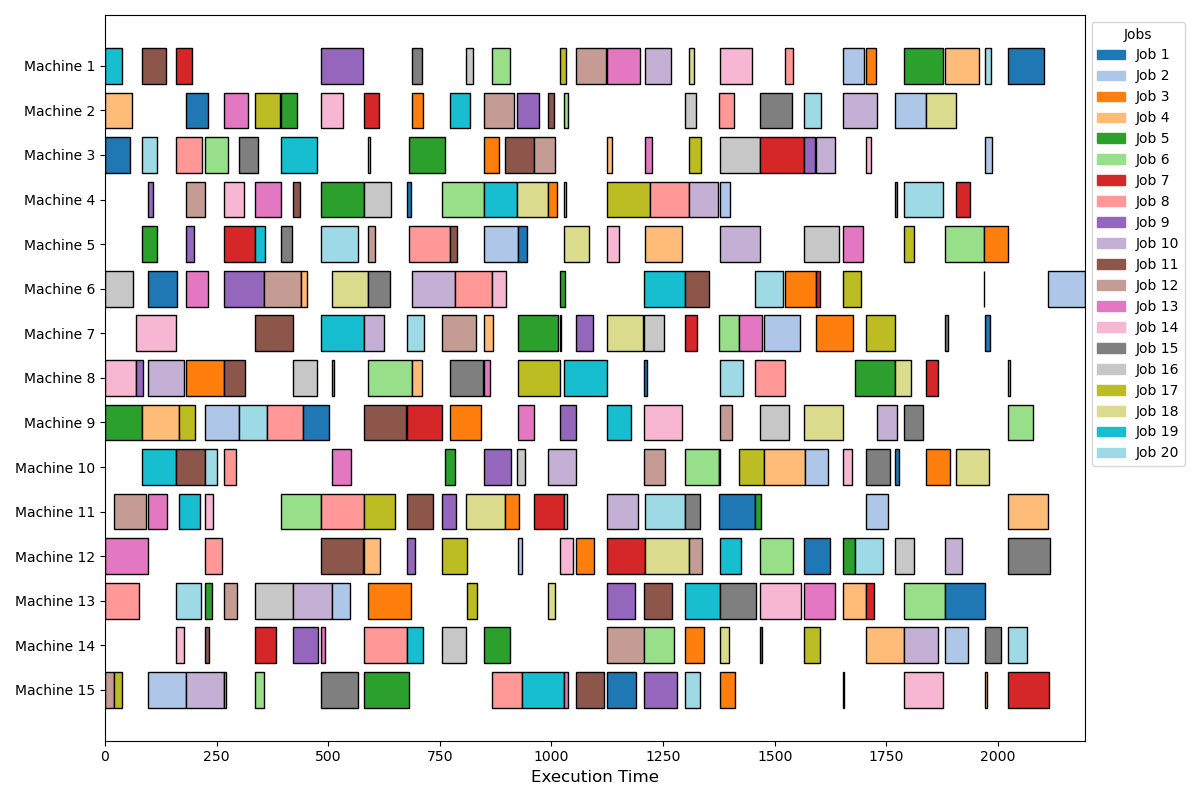 Machine 1
Machine 2
Machine 3
Machine 4
Machine 5
Machine 6
Machine 7
Machine 8
Machine 9
Machine 10
Machine 11
Machine 12
Machine 13
Machine 14
Machine 15
0 250 500 750 1000 1250 1500 1750 2000
Execution Time
Jobs
Job 1
Job 2
Job 3
Job 4
Job 5
Job 6
Job 7
Job 8
Job 9
Job 10
Job 11
Job 12
Job 13
Job 14
Job 15
Job 16
Job 17
Job 18
Job 19
Job 20